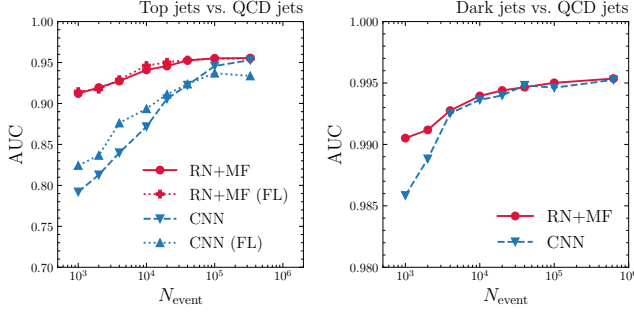 Top jets vs. QCD jets
1.00
0.95
0.90
0.85
0.80
0.75
0.70
AUC
RN+MF
RN+MF (FL)
CNN
CNN (FL)
10³ 10⁴ 10⁵ 10⁶
N_event
Dark jets vs. QCD jets
1.000
0.995
0.990
0.985
0.980
AUC
RN+MF
CNN
10³ 10⁴ 10⁵ 10⁶
N_event